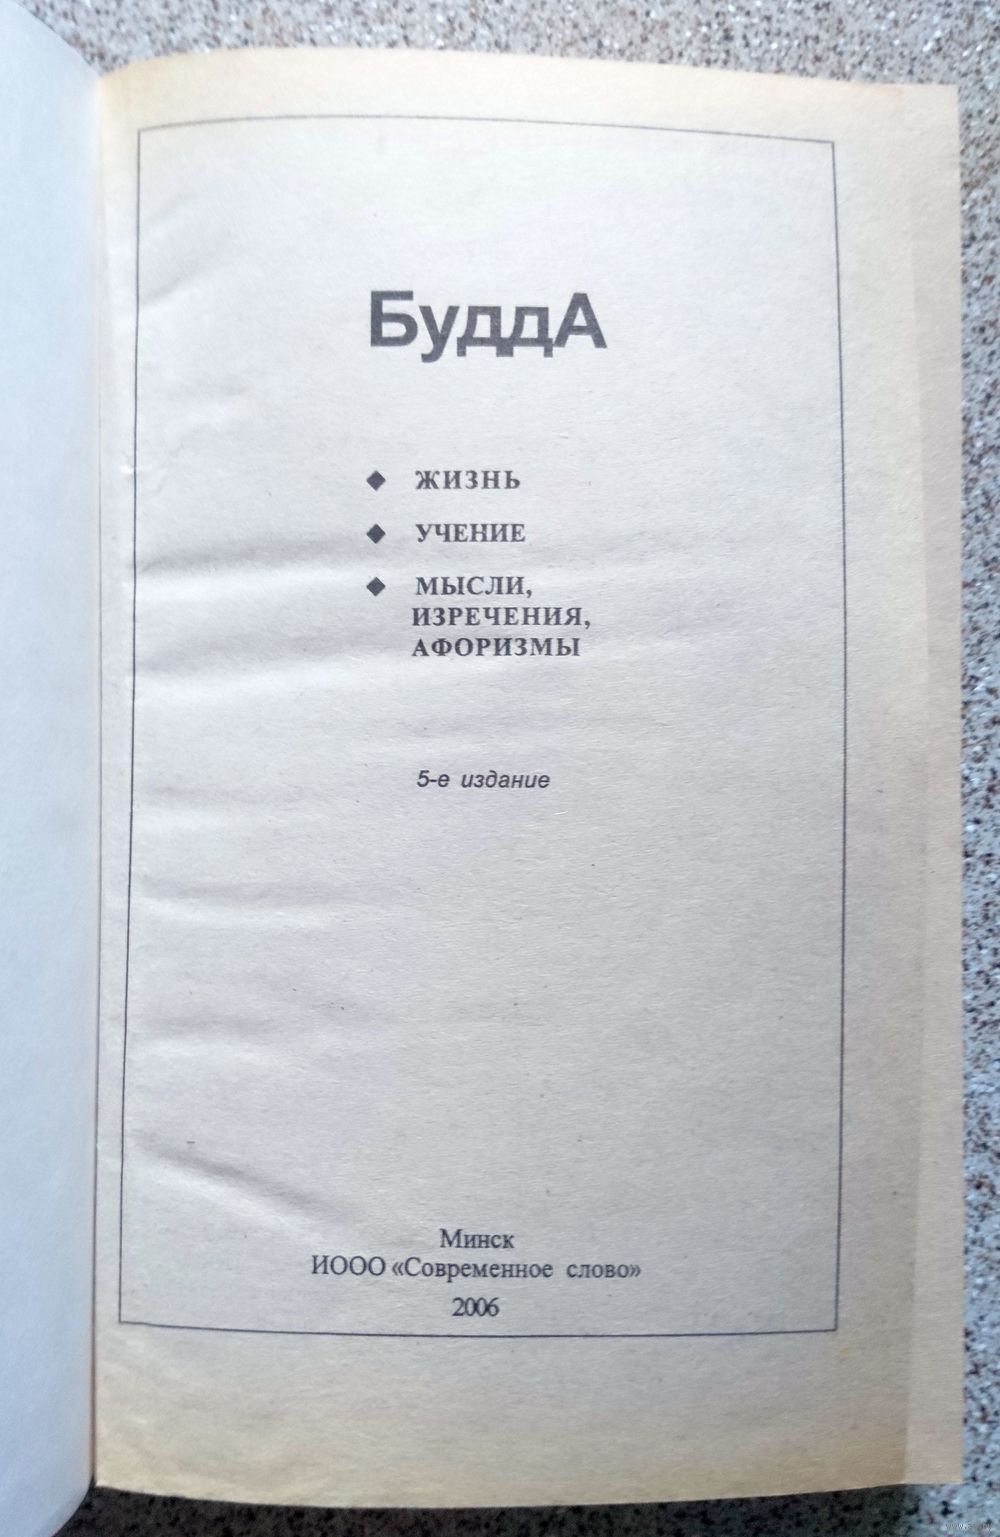 БуддА
◆ ЖИЗНЬ
◆ УЧЕНИЕ
◆ МЫСЛИ,
ИЗРЕЧЕНИЯ,
АФОРИЗМЫ
5-е издание
Минск
ИООО «Современное слово»
2006